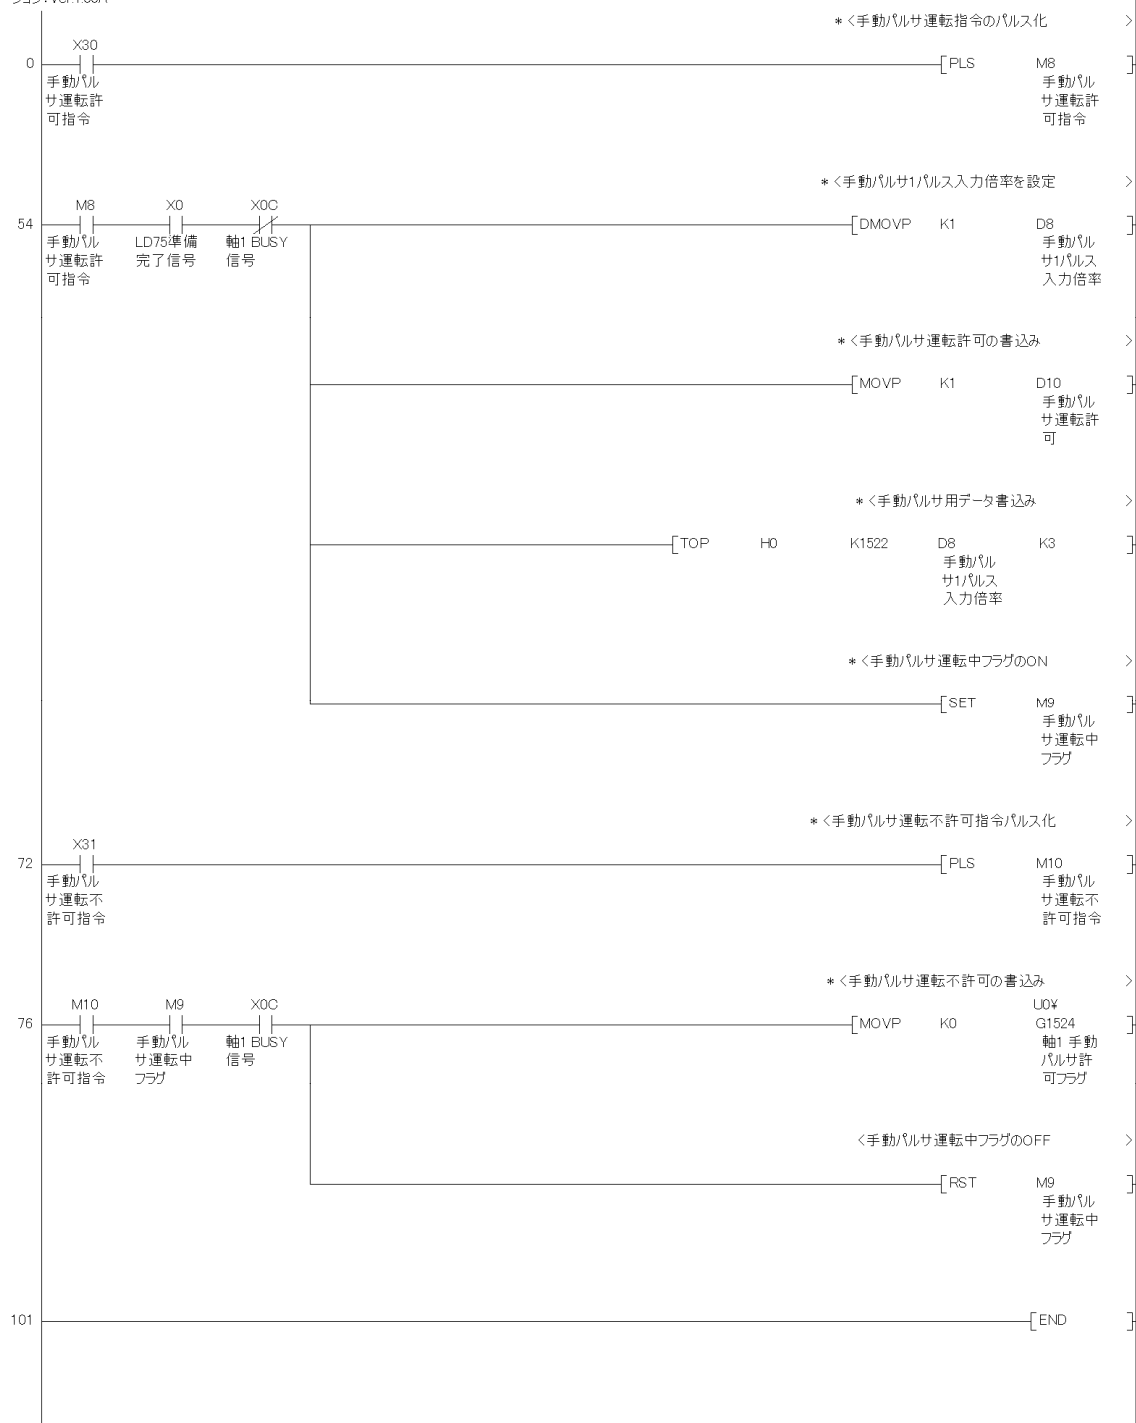 *<手動パルサ運転指令のパルス化 >
X30
0
[PLS M8 ]
手動パル
サ運転許
可指令
手動パル
サ運転許
可指令
*<手動パルサ1パルス入力倍率を設定 >
M8 X0 X0C
54
[DMOVP K1 D8 ]
手動パル
サ運転許
可指令
LD75準備
完了信号
軸1 BUSY
信号
手動パル
サ1パルス
入力倍率
*<手動パルサ運転許可の書込み >
[MOVP K1 D10 ]
手動パル
サ運転許
可
*<手動パルサ用データ書込み >
[TOP H0 K1522 D8 K3 ]
手動パル
サ1パルス
入力倍率
*<手動パルサ運転中フラグのON >
[SET M9 ]
手動パル
サ運転中
フラグ
*<手動パルサ運転不許可指令パルス化 >
X31
72
[PLS M10 ]
手動パル
サ運転不
許可指令
手動パル
サ運転不
許可指令
*<手動パルサ運転不許可の書込み >
M10 M9 X0C
U0¥
76
[MOVP K0 G1524 ]
手動パル
サ運転不
許可指令
手動パル
サ運転中
フラグ
軸1 BUSY
信号
軸1 手動
パルサ許
可フラグ
<手動パルサ運転中フラグのOFF >
[RST M9 ]
手動パル
サ運転中
フラグ
101
[END ]